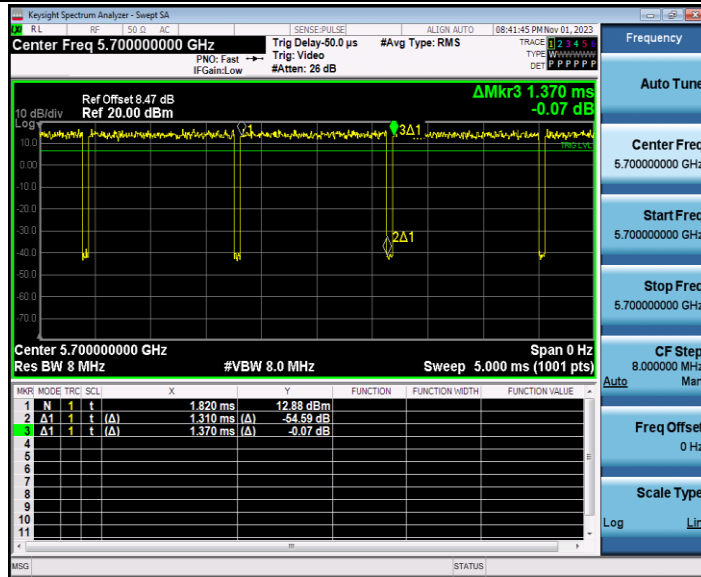 Keysight Spectrum Analyzer - Swept SA
RL RF 50 Ω AC SENSE:PULSE ALIGN AUTO 08:41:45 PM Nov 01, 2023
Center Freq 5.700000000 GHz Trig Delay-50.0 µs #Avg Type: RMS TRACE 1 2 3 4 5 6
PNO: Fast Trig: Video TYPE WWWWWW
IFGain:Low #Atten: 26 dB DET P P P P P P
ΔMkr3 1.370 ms
-0.07 dB
Ref Offset 8.47 dB
10 dB/div Ref 20.00 dBm
Log
1
3Δ1
TRIG LVL
10.0
0.00
-10.0
-20.0
-30.0
2Δ1
-40.0
-50.0
-60.0
-70.0
Center 5.700000000 GHz Span 0 Hz
Res BW 8 MHz #VBW 8.0 MHz Sweep 5.000 ms (1001 pts)
MKR MODE TRC SCL X Y FUNCTION FUNCTION WIDTH FUNCTION VALUE
1 N 1 t 1.820 ms 12.88 dBm
2 Δ1 1 t (Δ) 1.310 ms (Δ) -54.59 dB
3 Δ1 1 t (Δ) 1.370 ms (Δ) -0.07 dB
4
5
6
7
8
9
10
11
MSG STATUS
Frequency
Auto Tune
Center Freq
5.700000000 GHz
Start Freq
5.700000000 GHz
Stop Freq
5.700000000 GHz
CF Step
8.000000 MHz
Auto Man
Freq Offset
0 Hz
Scale Type
Log Lin